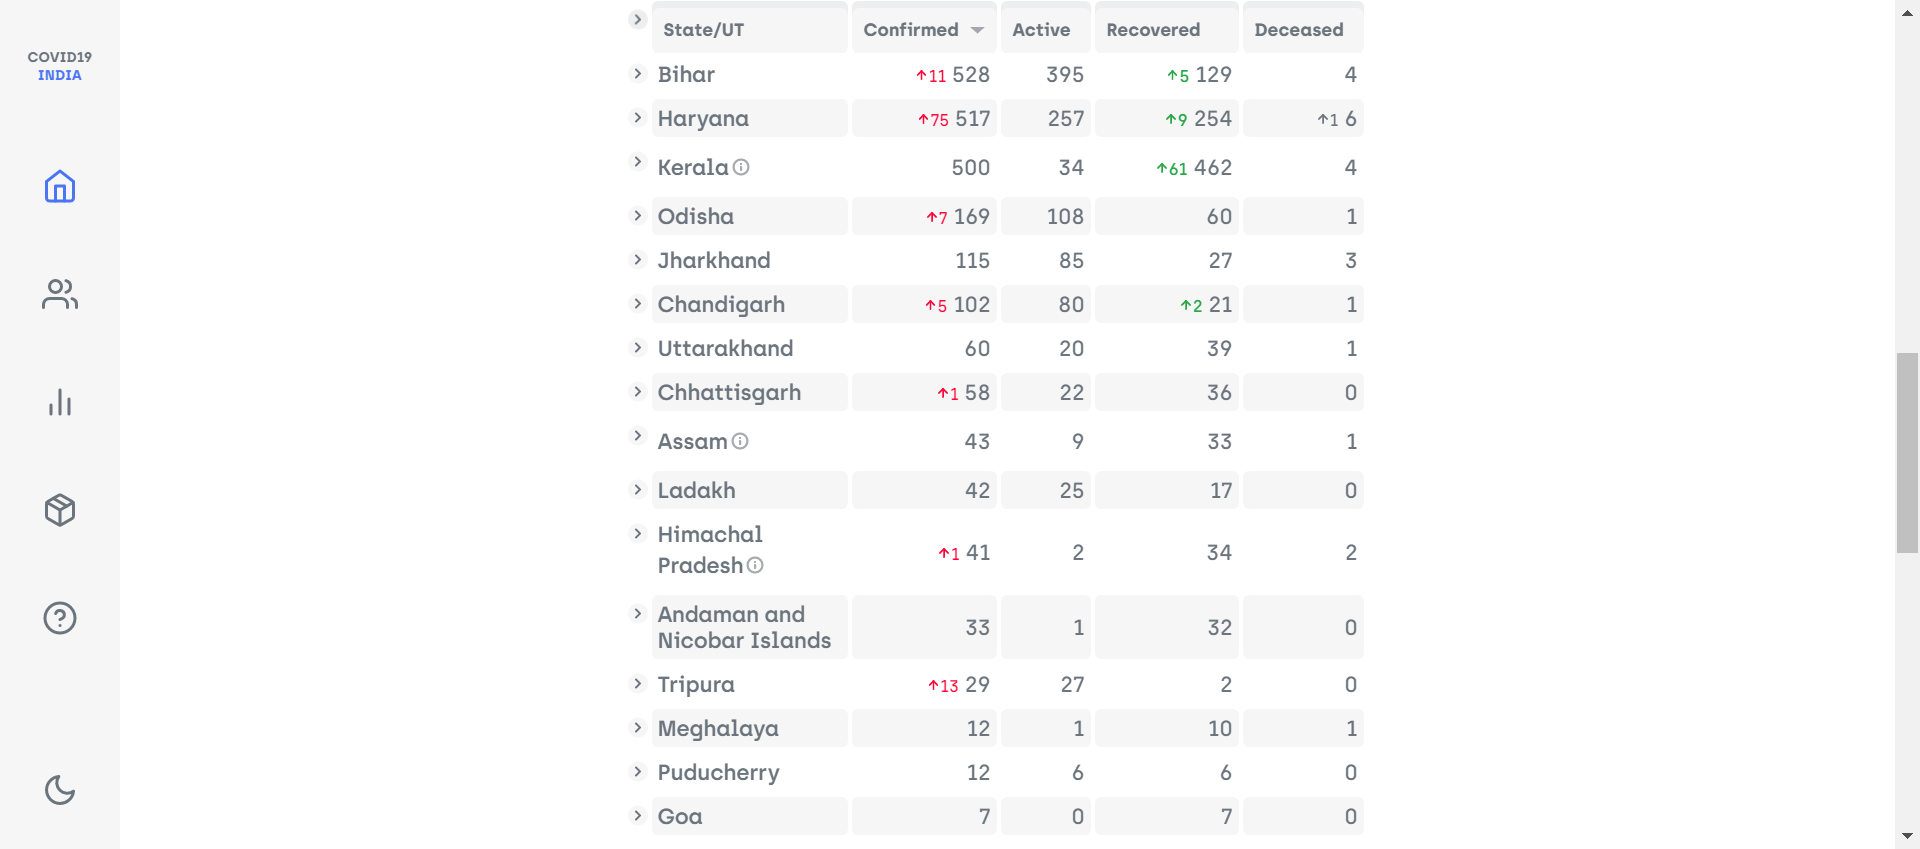 COVID19
INDIA
State/UT Confirmed Active Recovered Deceased
Bihar ↑11 528 395 ↑5 129 4
Haryana ↑75 517 257 ↑9 254 ↑1 6
Kerala 500 34 ↑61 462 4
Odisha ↑7 169 108 60 1
Jharkhand 115 85 27 3
Chandigarh ↑5 102 80 ↑2 21 1
Uttarakhand 60 20 39 1
Chhattisgarh ↑1 58 22 36 0
Assam 43 9 33 1
Ladakh 42 25 17 0
Himachal
Pradesh ↑1 41 2 34 2
Andaman and
Nicobar Islands 33 1 32 0
Tripura ↑13 29 27 2 0
Meghalaya 12 1 10 1
Puducherry 12 6 6 0
Goa 7 0 7 0